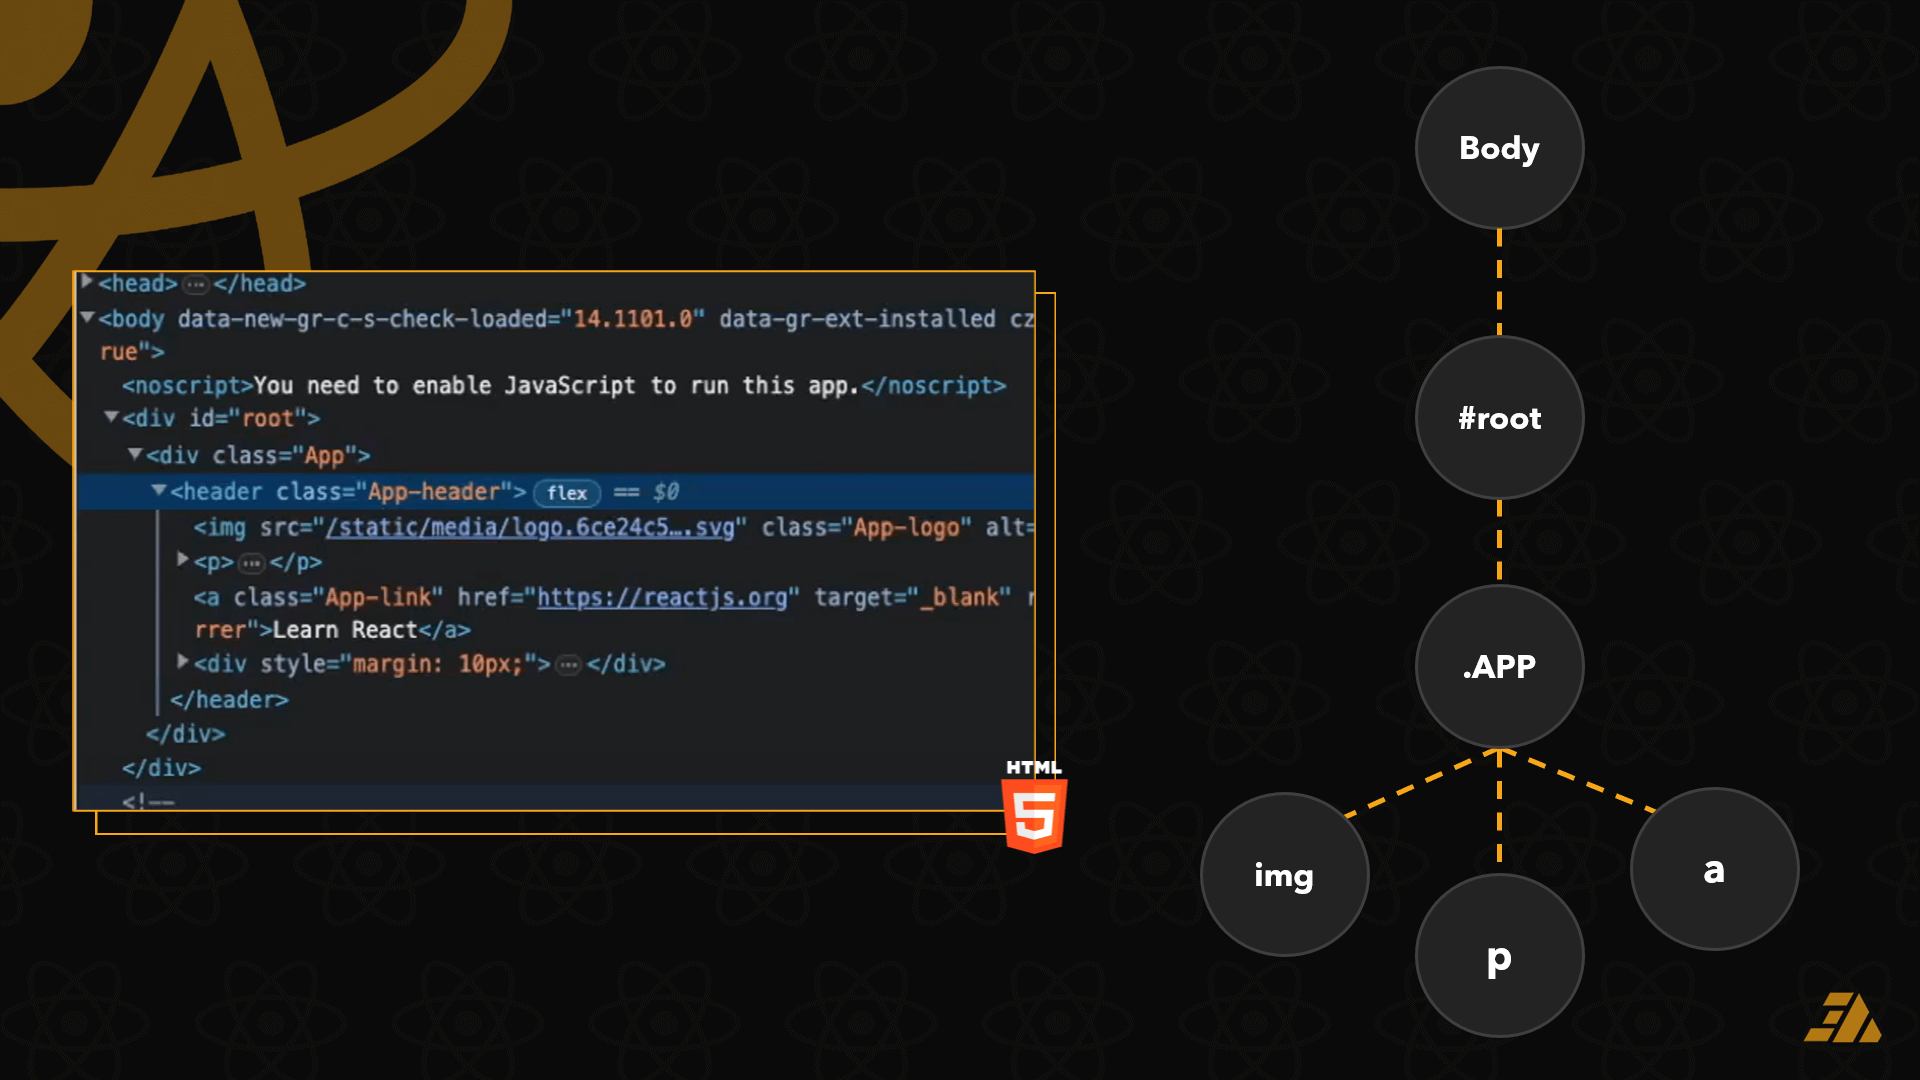 <head> ... </head>
<body data-new-gr-c-s-check-loaded="14.1101.0" data-gr-ext-installed cz
rue">
<noscript>You need to enable JavaScript to run this app.</noscript>
<div id="root">
<div class="App">
<header class="App-header"> flex == $0
<img src="/static/media/logo.6ce24c5….svg" class="App-logo" alt=
<p> ... </p>
<a class="App-link" href="https://reactjs.org" target="_blank" r
rrer">Learn React</a>
<div style="margin: 10px;"> ... </div>
</header>
</div>
</div>
<!--
HTML
5
Body
#root
.APP
img
p
a